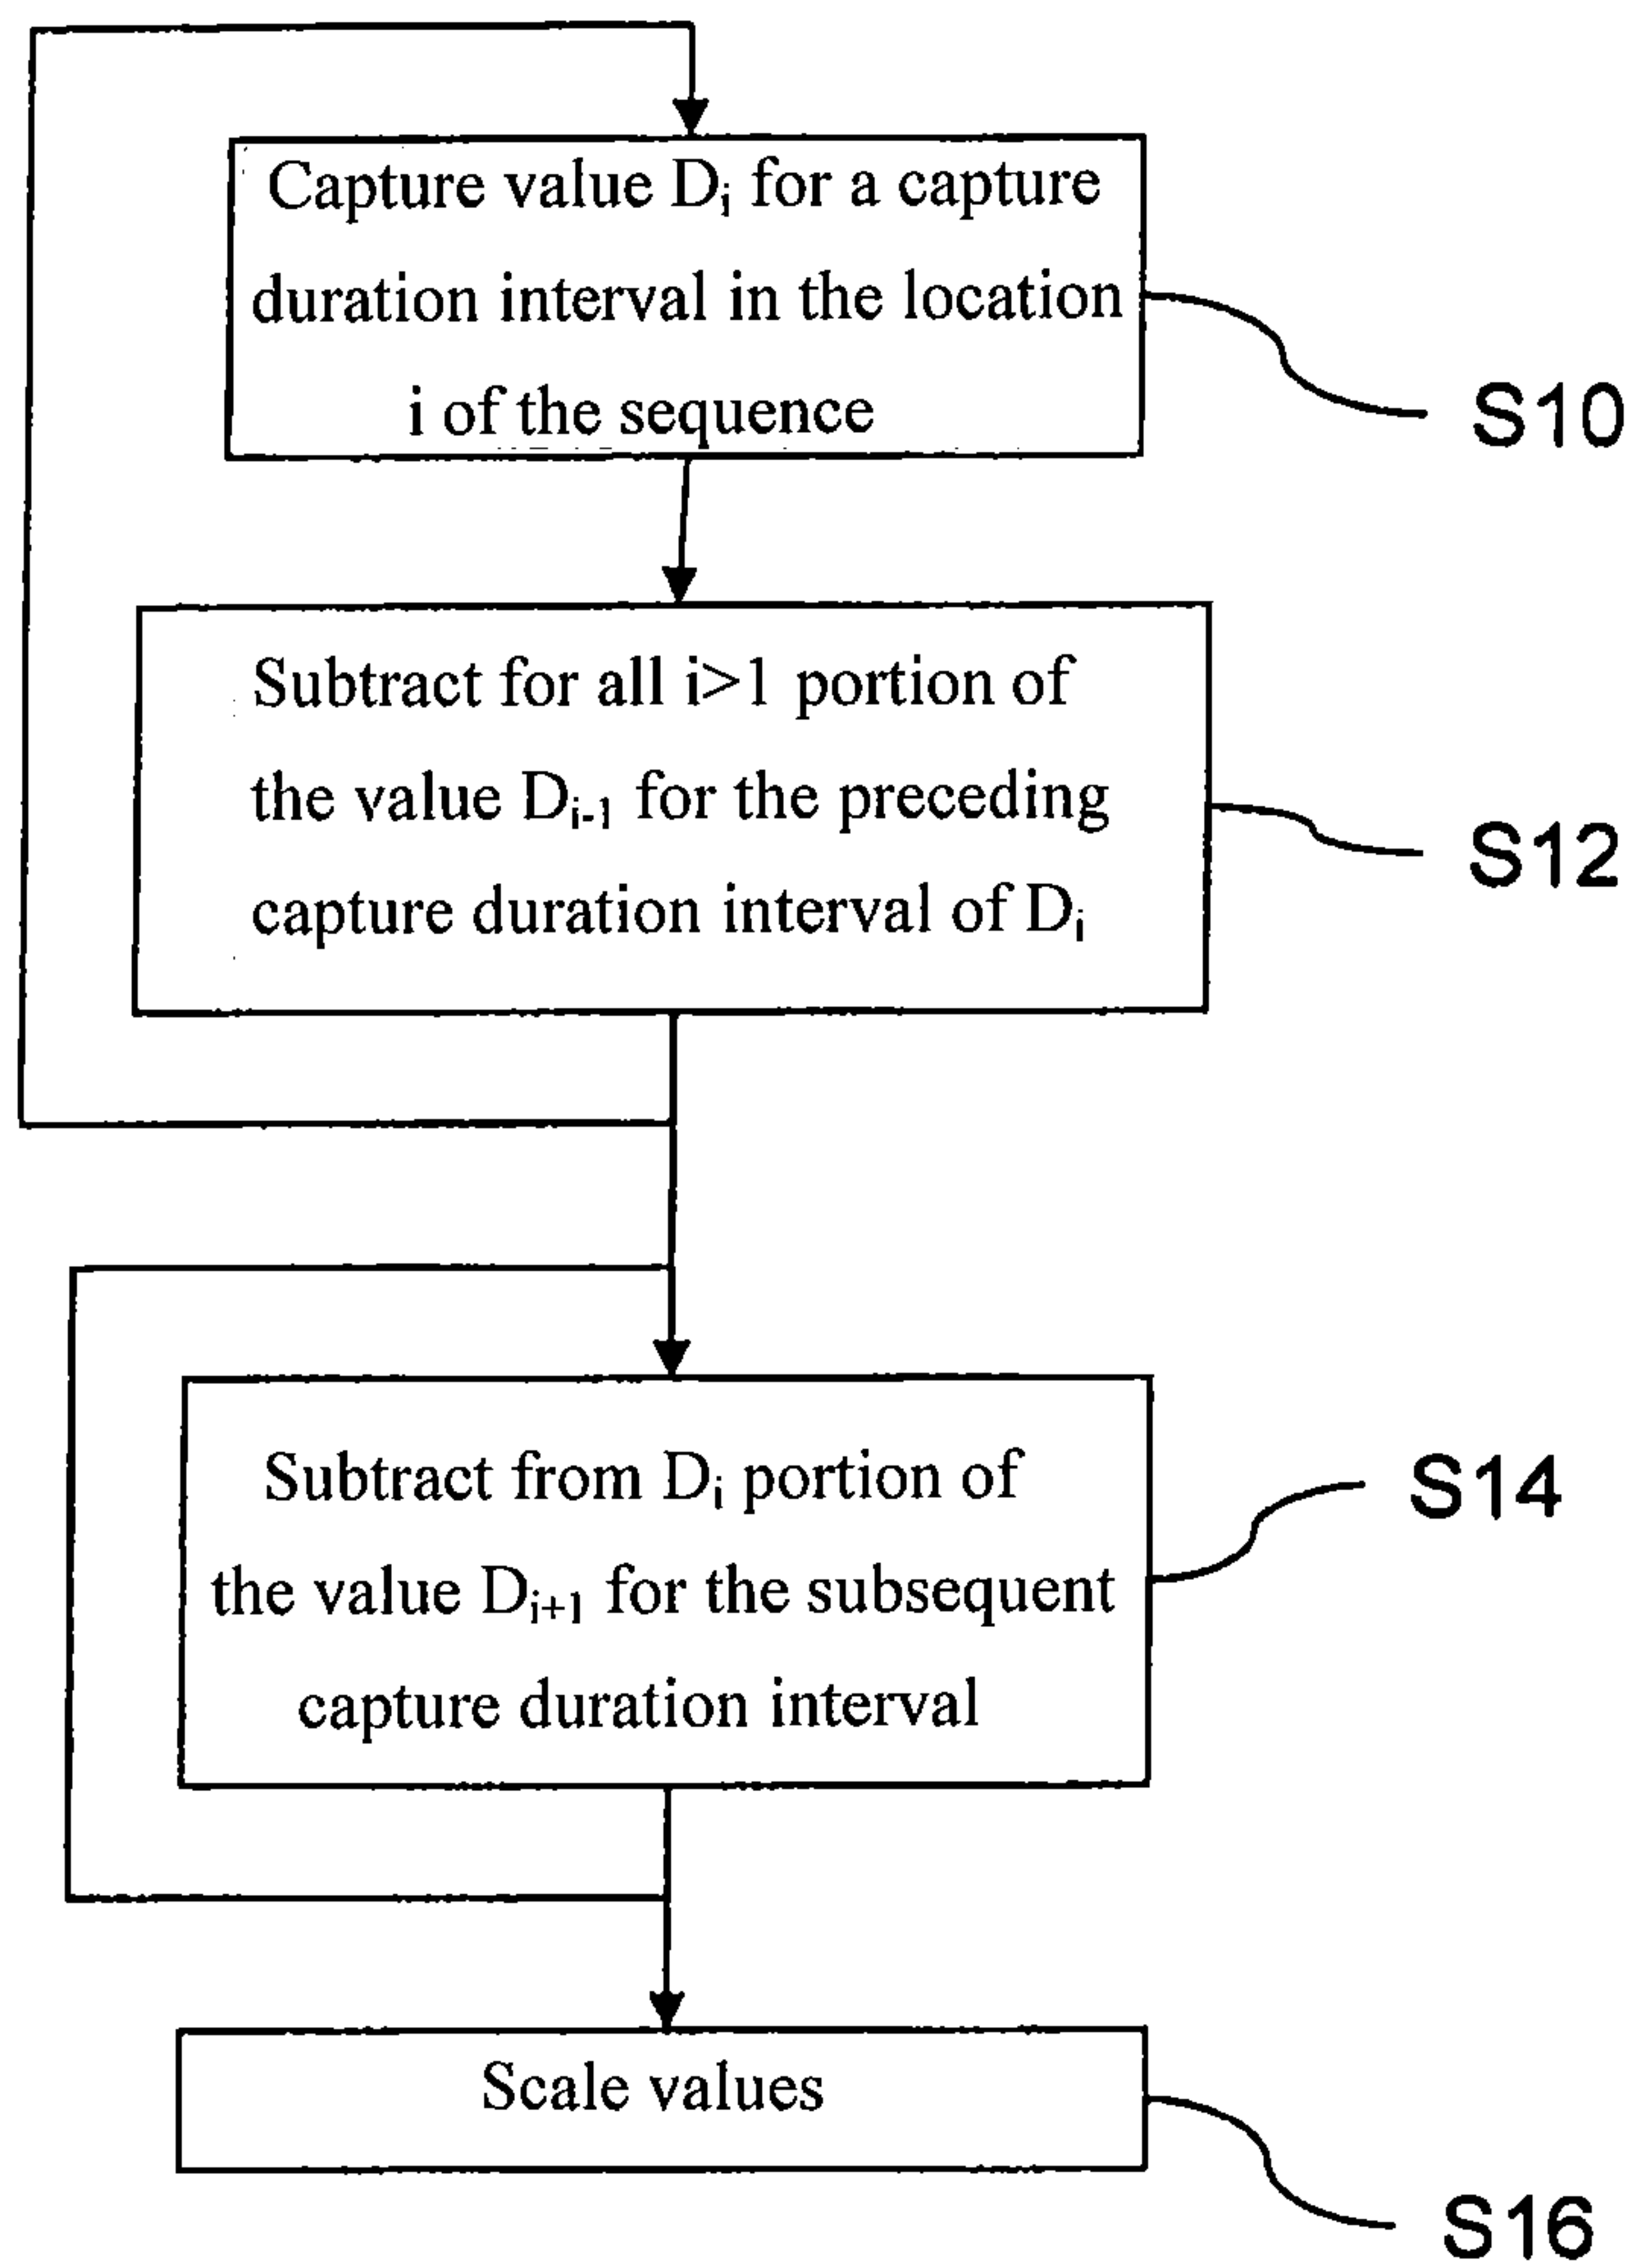 Capture value Dᵢ for a capture
duration interval in the location
i of the sequence
S10
Subtract for all i>1 portion of
the value Dᵢ₋₁ for the preceding
capture duration interval of Dᵢ
S12
Subtract from Dᵢ portion of
the value Dᵢ₊₁ for the subsequent
capture duration interval
S14
Scale values
S16